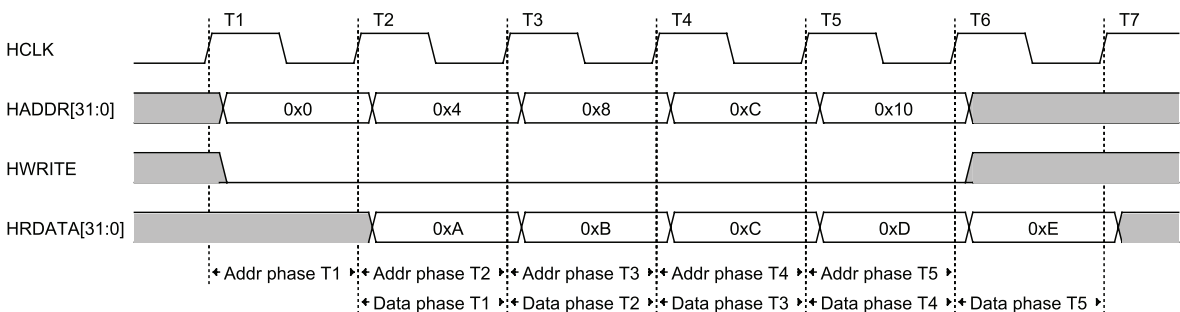 T1 T2 T3 T4 T5 T6 T7
HCLK
HADDR[31:0] 0x0 0x4 0x8 0xC 0x10
HWRITE
HRDATA[31:0] 0xA 0xB 0xC 0xD 0xE
Addr phase T1 Addr phase T2 Addr phase T3 Addr phase T4 Addr phase T5
Data phase T1 Data phase T2 Data phase T3 Data phase T4 Data phase T5